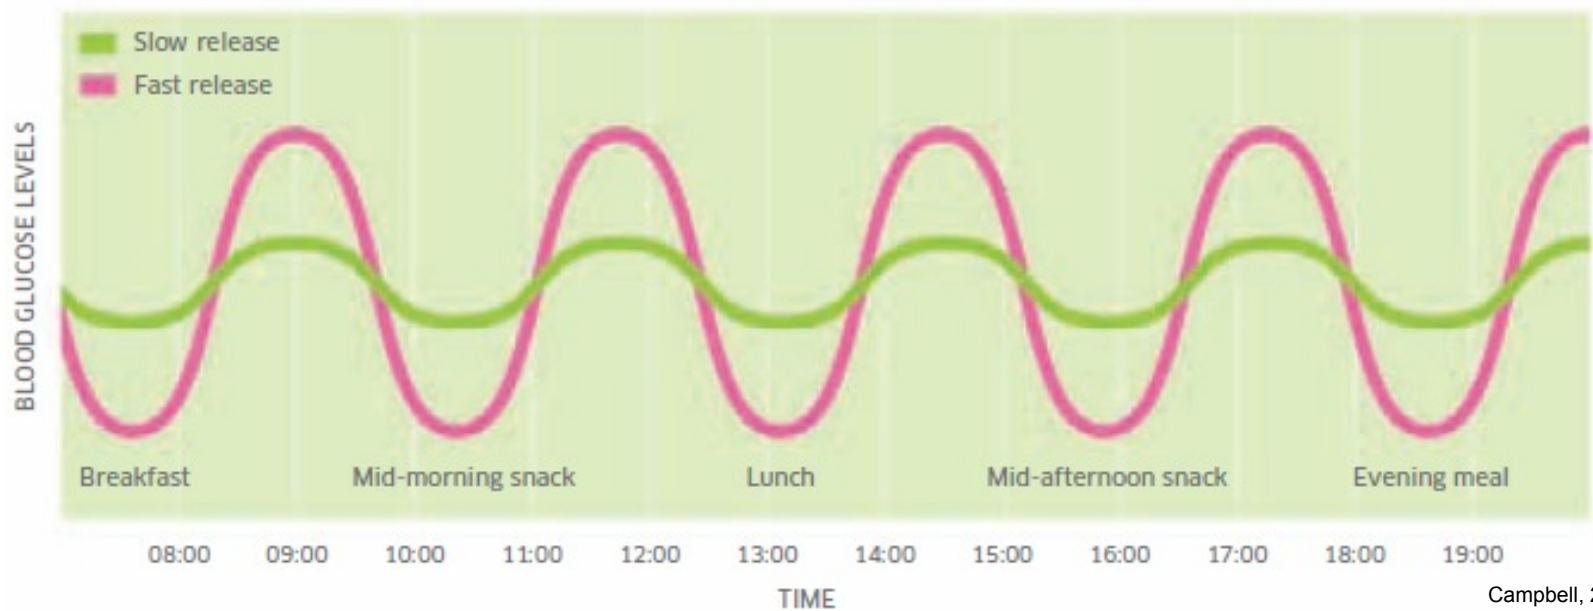 Slow release
Fast release
BLOOD GLUCOSE LEVELS
Breakfast Mid-morning snack Lunch Mid-afternoon snack Evening meal
08:00 09:00 10:00 11:00 12:00 13:00 14:00 15:00 16:00 17:00 18:00 19:00
TIME
Campbell,